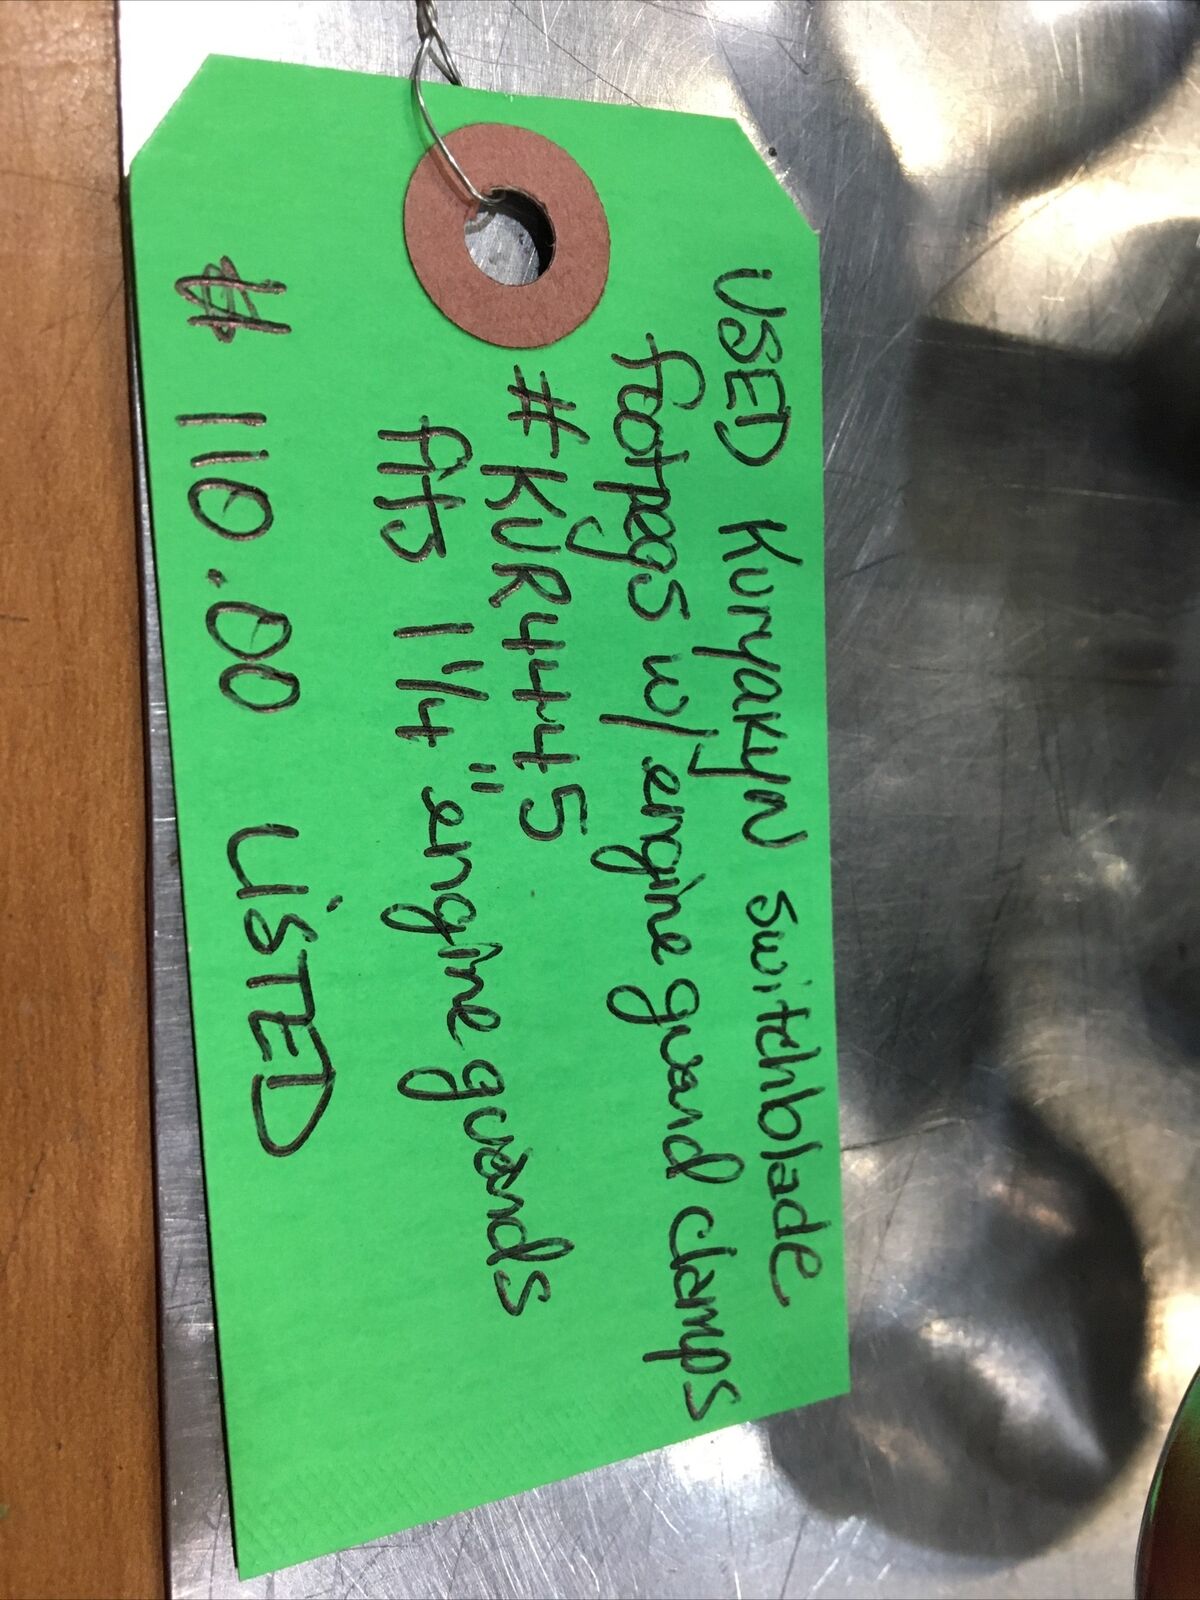 USED Kuryakyn switchblade
footpegs w/ engine guard clamps
#KUR4445
fits 1 1/4" engine guards
$ 110.00 LiSTED